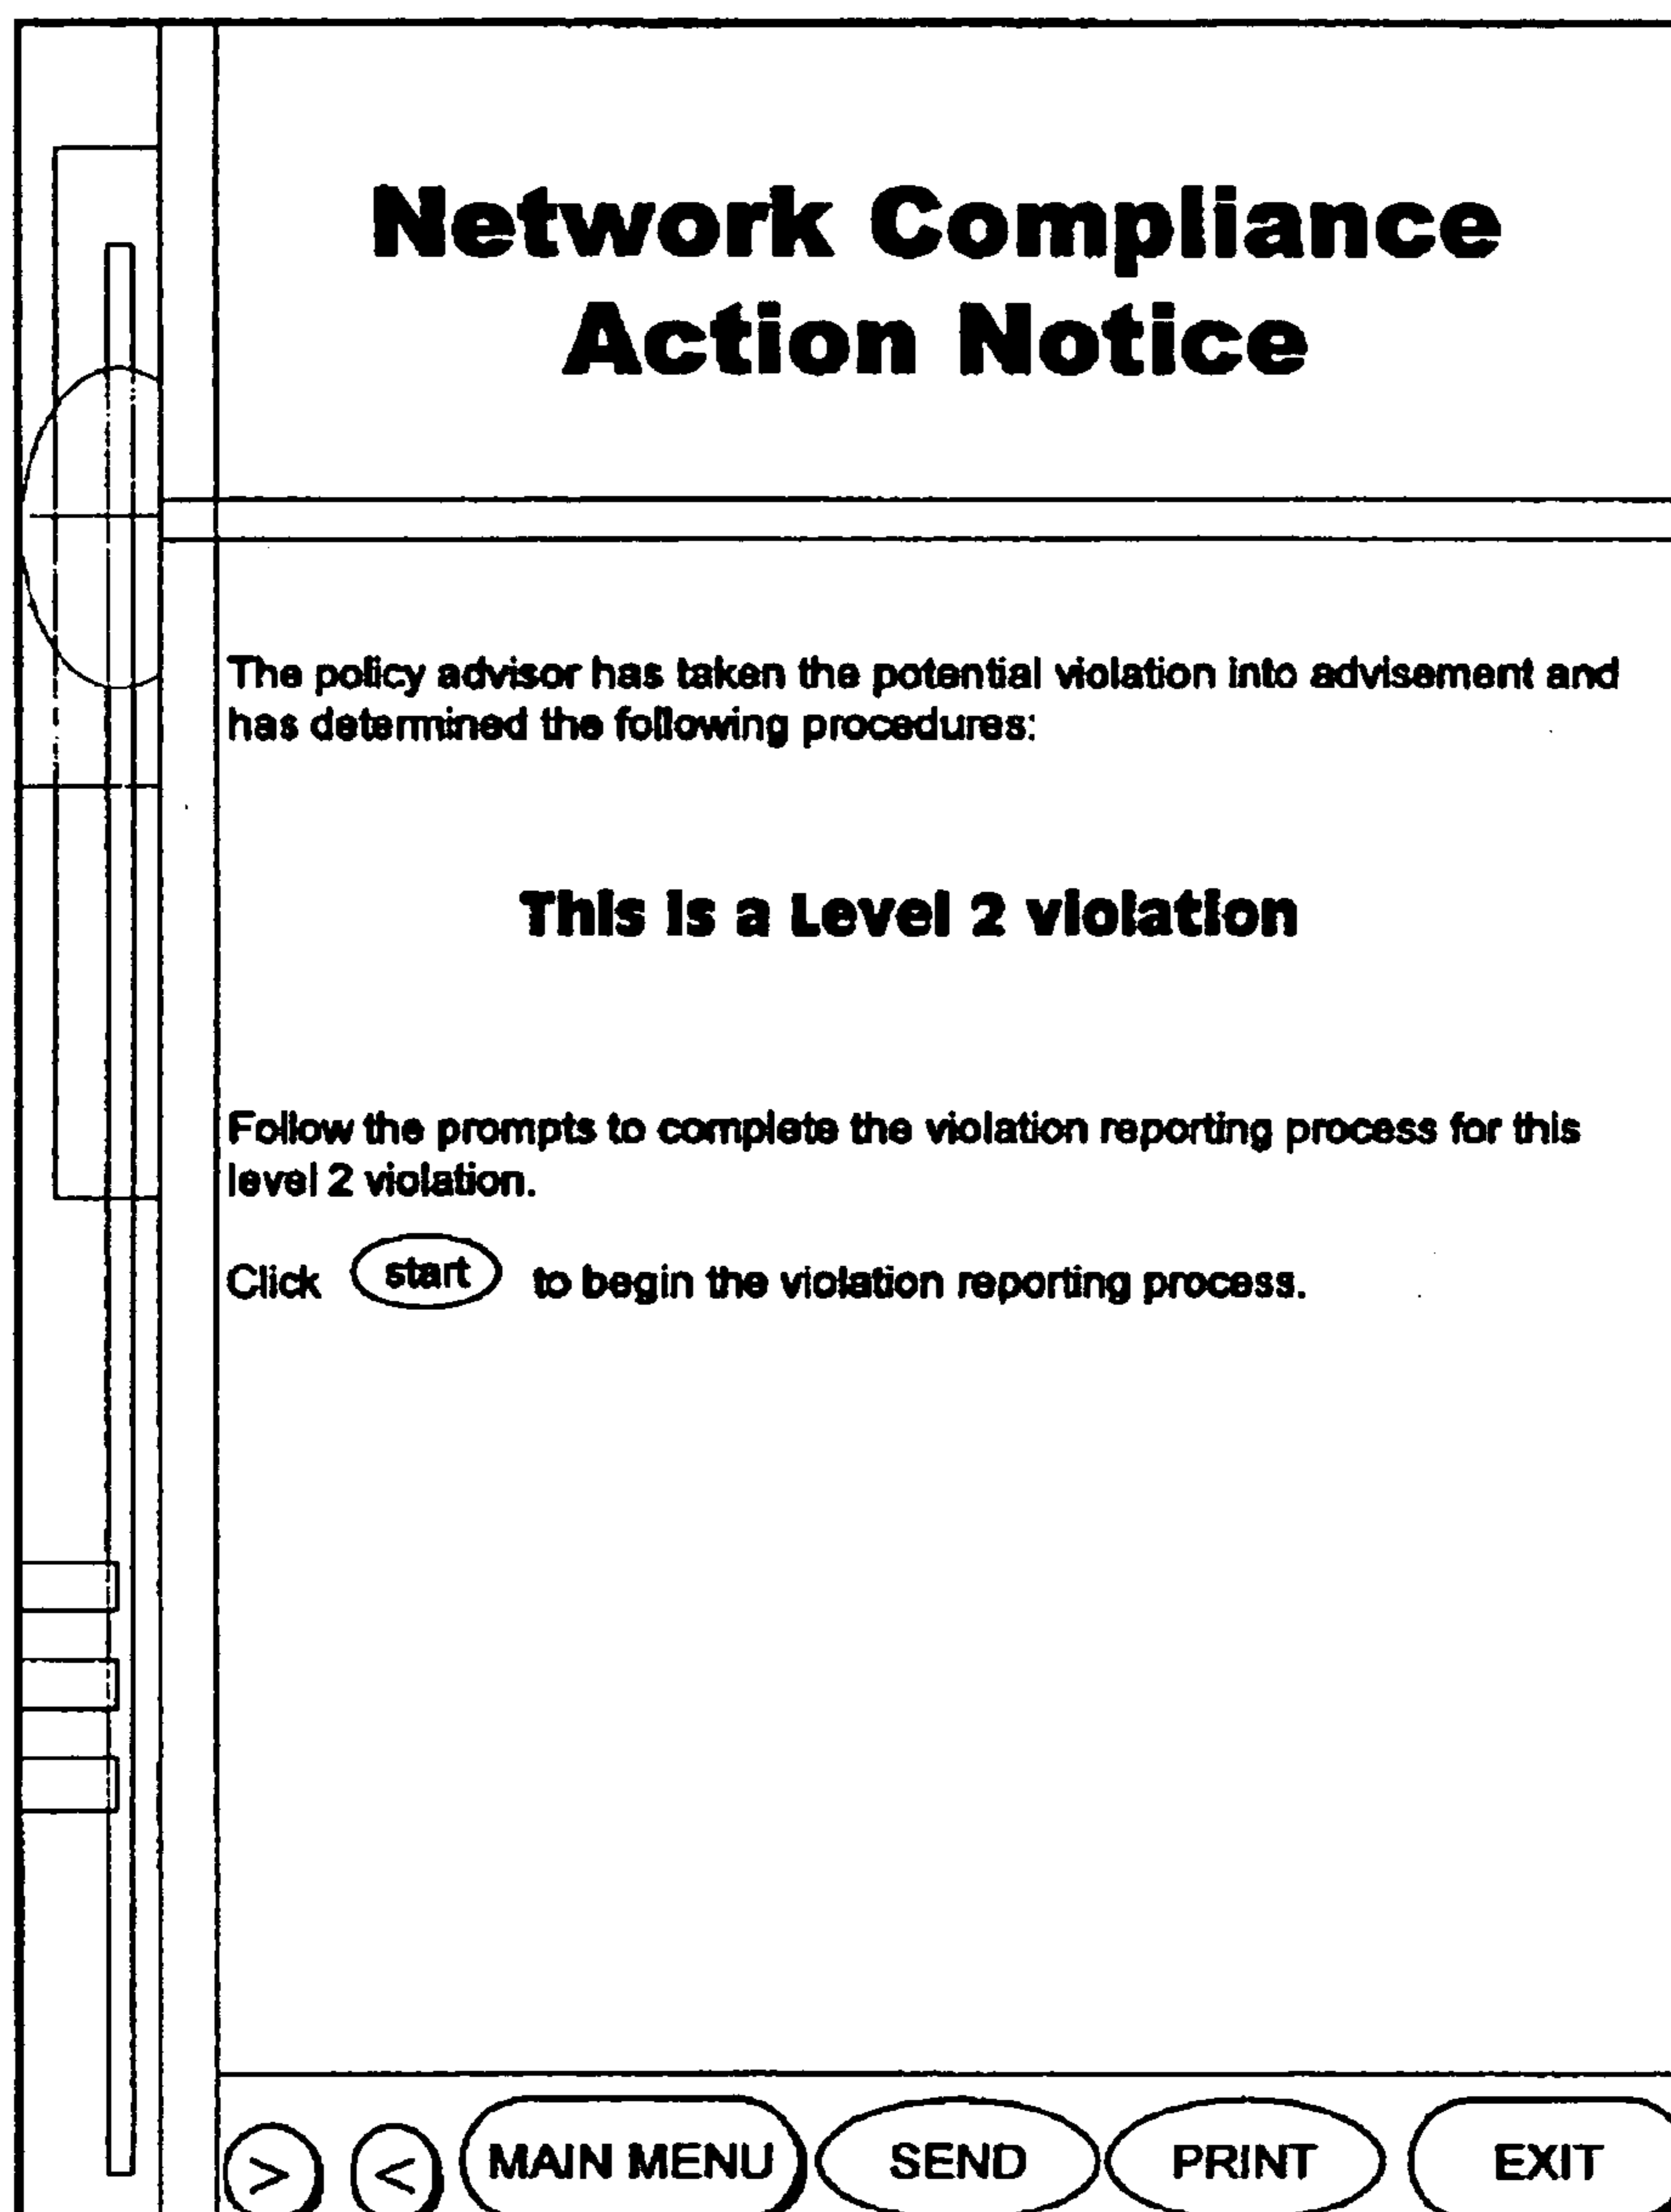 Network Compliance
Action Notice
The policy advisor has taken the potential violation into advisement and
has determined the following procedures:
This is a Level 2 violation
Follow the prompts to complete the violation reporting process for this
level 2 violation.
Click start to begin the violation reporting process.
> < MAIN MENU SEND PRINT EXIT